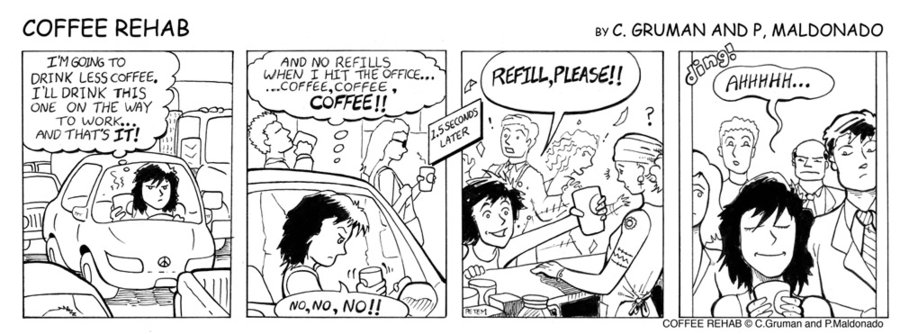 COFFEE REHAB
BY C. GRUMAN AND P, MALDONADO
I'M GOING TO
DRINK LESS COFFEE.
I'LL DRINK THIS
ONE ON THE WAY
TO WORK...
AND THAT'S IT!
AND NO REFILLS
WHEN I HIT THE OFFICE...
...COFFEE, COFFEE,
COFFEE!!
NO, NO, NO!!
1.5 SECONDS
LATER
REFILL, PLEASE!!
!
?
PETEM
ding!
AHHHHH...
COFFEE REHAB © C.Gruman and P.Maldonado